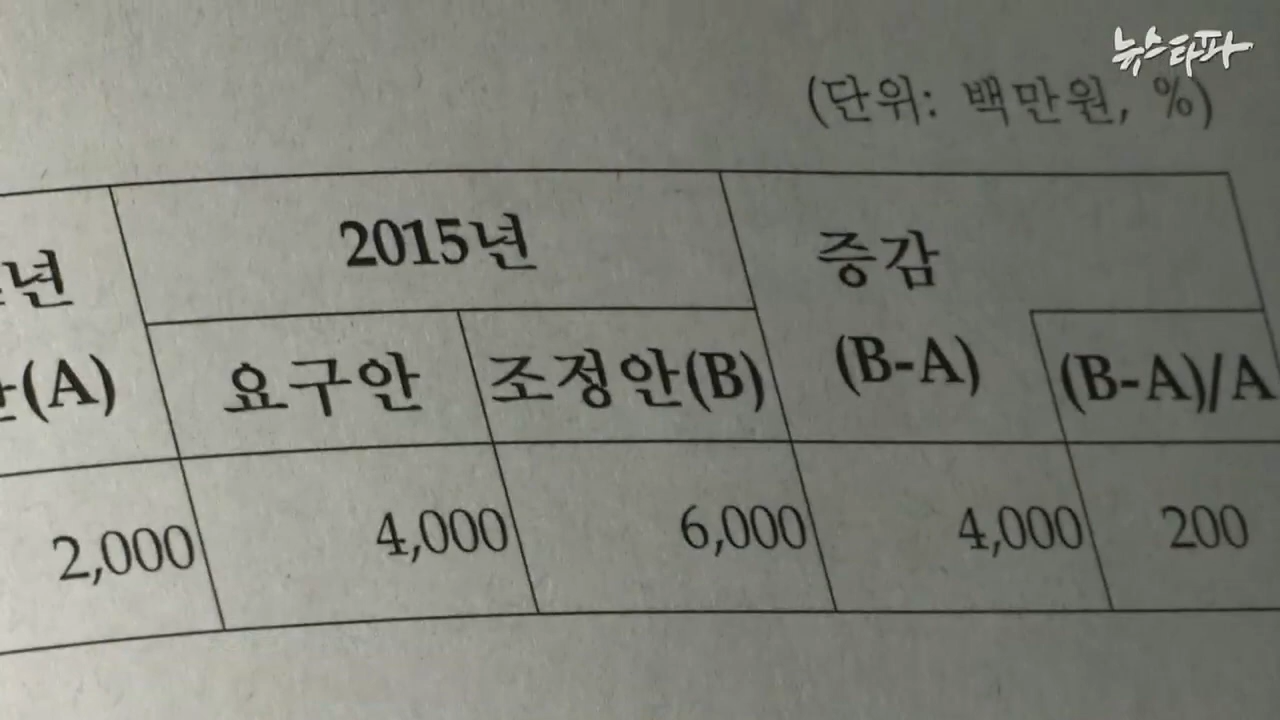 뉴스타파
(단위: 백만원, %)
년 2015년 증감
(A) 요구안 조정안(B) (B-A) (B-A)/A
2,000 4,000 6,000 4,000 200